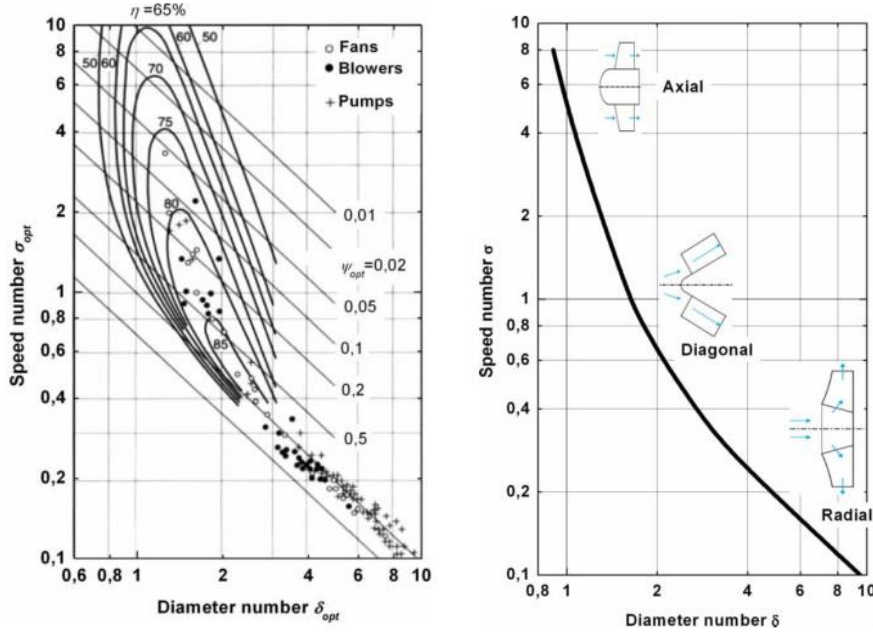 η = 65%
10
8
6
4
2
1
0,8
0,6
0,4
0,2
0,1
50
60
60
50
70
75
80
85
Fans
Blowers
Pumps
0,01
ψopt=0,02
0,05
0,1
0,2
0,5
Speed number σopt
0,6 0,8 1 2 4 6 8 10
Diameter number δopt
10
8
6
4
2
1
0,8
0,6
0,4
0,2
0,1
Axial
Diagonal
Radial
Speed number σ
0,8 1 2 4 6 8 10
Diameter number δ